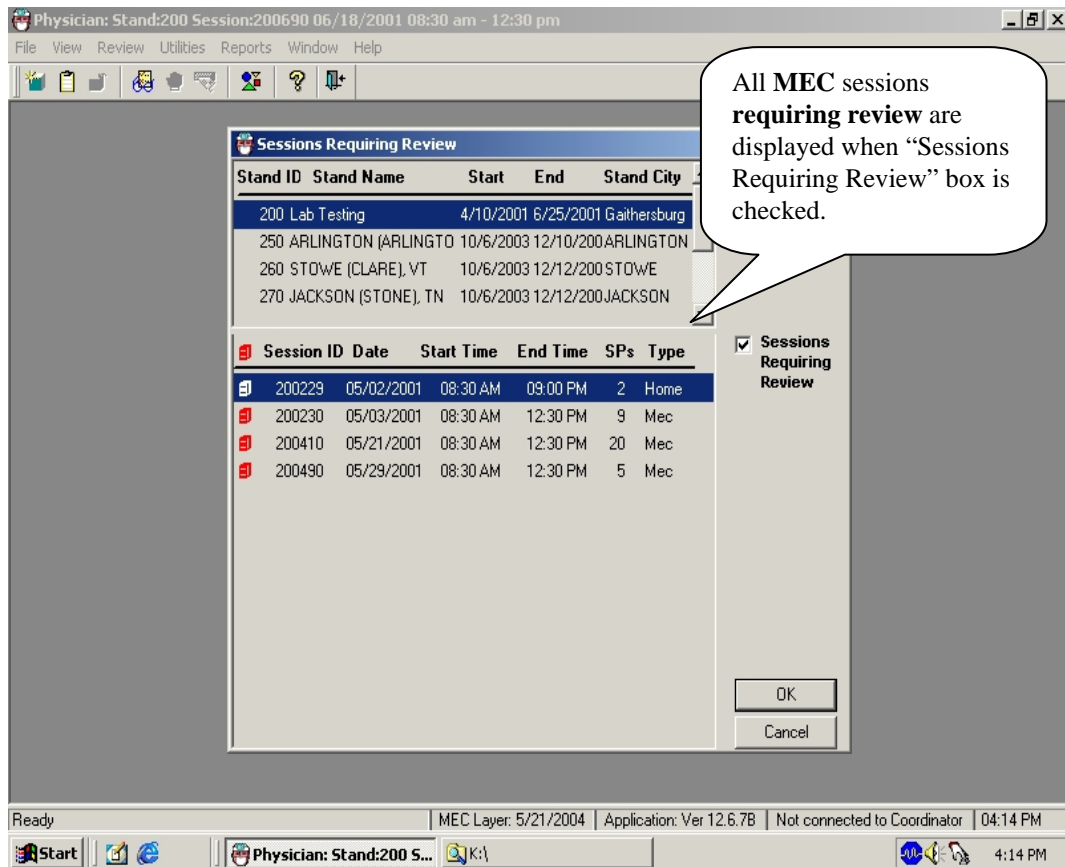 Physician: Stand:200 Session:200690 06/18/2001 08:30 am - 12:30 pm
File View Review Utilities Reports Window Help
All MEC sessions
requiring review are
displayed when “Sessions
Requiring Review” box is
checked.
Sessions Requiring Review
Stand ID Stand Name Start End Stand City
200 Lab Testing 4/10/2001 6/25/2001 Gaithersburg
250 ARLINGTON (ARLINGTO 10/6/2003 12/10/200 ARLINGTON
260 STOWE (CLARE), VT 10/6/2003 12/12/200 STOWE
270 JACKSON (STONE), TN 10/6/2003 12/12/200 JACKSON
Session ID Date Start Time End Time SPs Type
200229 05/02/2001 08:30 AM 09:00 PM 2 Home
200230 05/03/2001 08:30 AM 12:30 PM 9 Mec
200410 05/21/2001 08:30 AM 12:30 PM 20 Mec
200490 05/29/2001 08:30 AM 12:30 PM 5 Mec
Sessions
Requiring
Review
OK
Cancel
Ready MEC Layer: 5/21/2004 Application: Ver 12.6.7B Not connected to Coordinator 04:14 PM
Start Physician: Stand:200 S... K:\ 4:14 PM